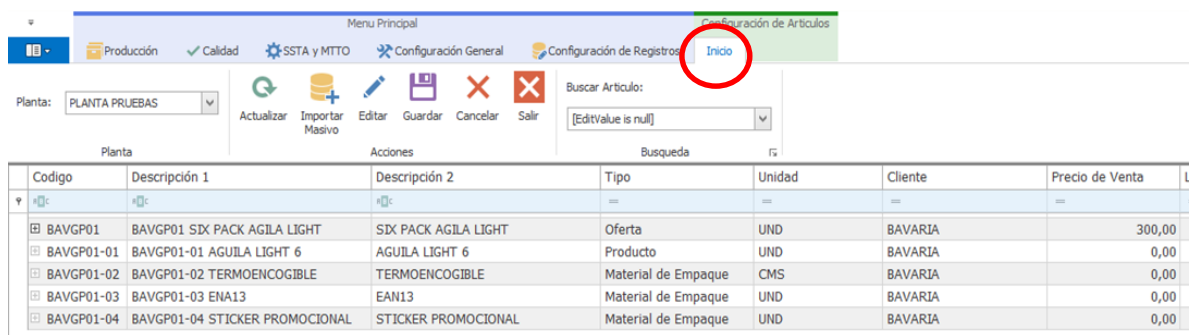 Menu Principal Configuración de Articulos
Producción Calidad SSTA y MTTO Configuración General Configuración de Registros Inicio
Planta: PLANTA PRUEBAS Actualizar Importar Masivo Editar Guardar Cancelar Salir Buscar Articulo:
[EditValue is null]
Planta Acciones Busqueda
Codigo Descripción 1 Descripción 2 Tipo Unidad Cliente Precio de Venta L
BAVGP01 BAVGP01 SIX PACK AGILA LIGHT SIX PACK AGILA LIGHT Oferta UND BAVARIA 300,00
BAVGP01-01 BAVGP01-01 AGUILA LIGHT 6 AGUILA LIGHT 6 Producto UND BAVARIA 0,00
BAVGP01-02 BAVGP01-02 TERMOENCOGIBLE TERMOENCOGIBLE Material de Empaque CMS BAVARIA 0,00
BAVGP01-03 BAVGP01-03 ENA13 EAN13 Material de Empaque UND BAVARIA 0,00
BAVGP01-04 BAVGP01-04 STICKER PROMOCIONAL STICKER PROMOCIONAL Material de Empaque UND BAVARIA 0,00